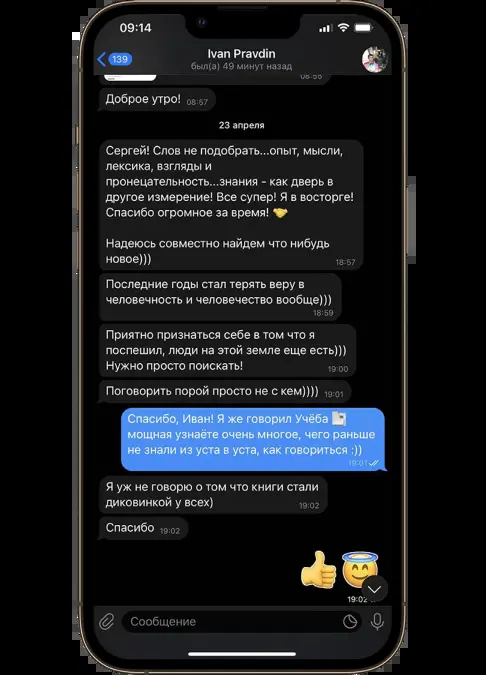 09:14
139
Ivan Pravdin
был(а) 49 минут назад
08:56
Доброе утро! 08:57
23 апреля
Сергей! Слов не подобрать...опыт, мысли,
лексика, взгляды и
пронецательность...знания - как дверь в
другое измерение! Все супер! Я в восторге!
Спасибо огромное за время! 🤝
Надеюсь совместно найдем что нибудь
новое)))
18:57
Последние годы стал терять веру в
человечность и человечество вообще)))
18:59
Приятно признаться себе в том что я
поспешил, люди на этой земле еще есть)))
Нужно просто поискать!
19:00
Поговорить порой просто не с кем)))) 19:01
Спасибо, Иван! Я же говорил Учёба
мощная узнаёте очень многое, чего раньше
не знали из уста в уста, как говориться :))
19:01
Я уж не говорю о том что книги стали
диковинкой у всех)
19:02
Спасибо 19:02
👍😇
19:02
Сообщение